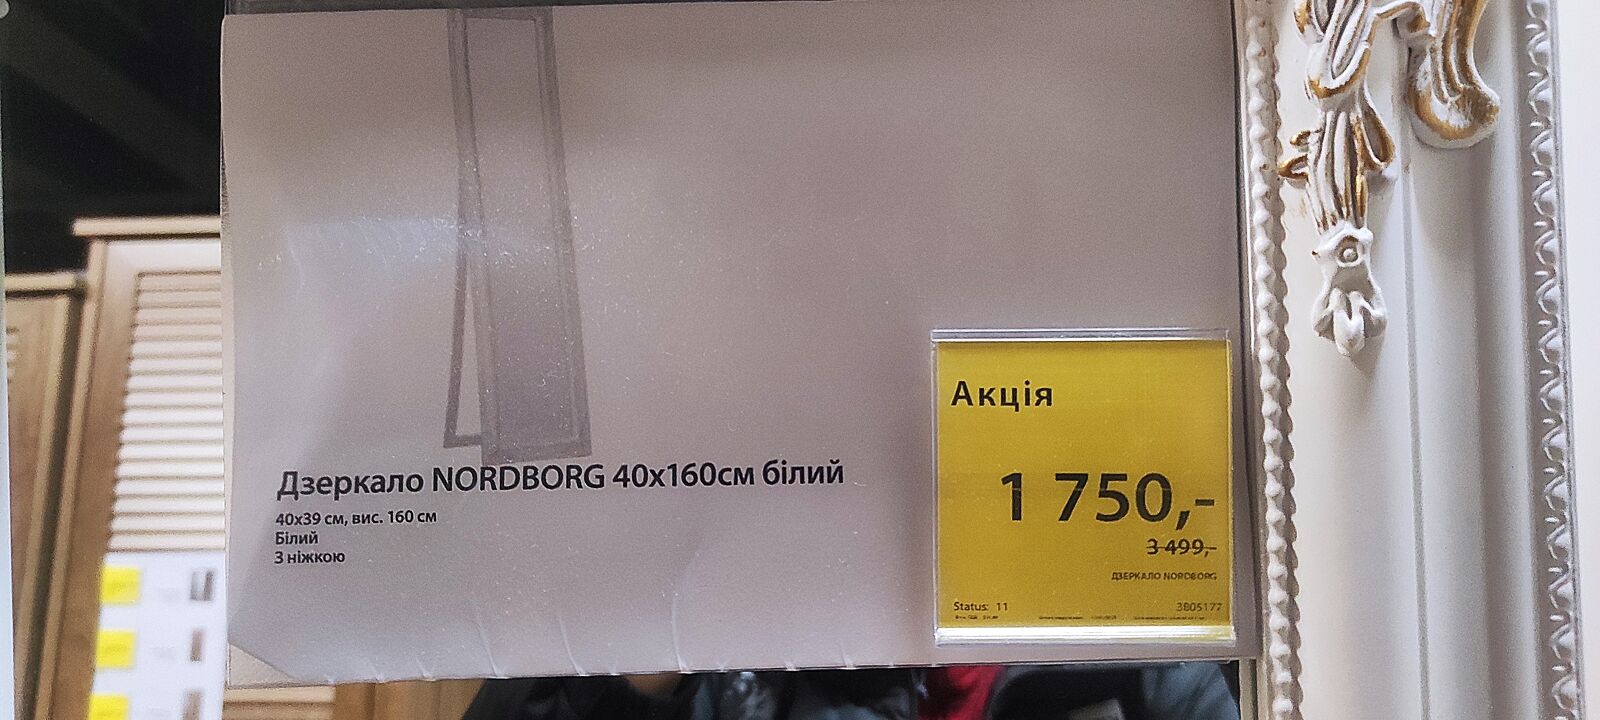 Дзеркало NORDBORG 40x160см білий
40x39 см, вис. 160 см
Білий
З ніжкою
Акція
1 750,-
3 499,-
ДЗЕРКАЛО NORDBORG
Status: 11 3805177